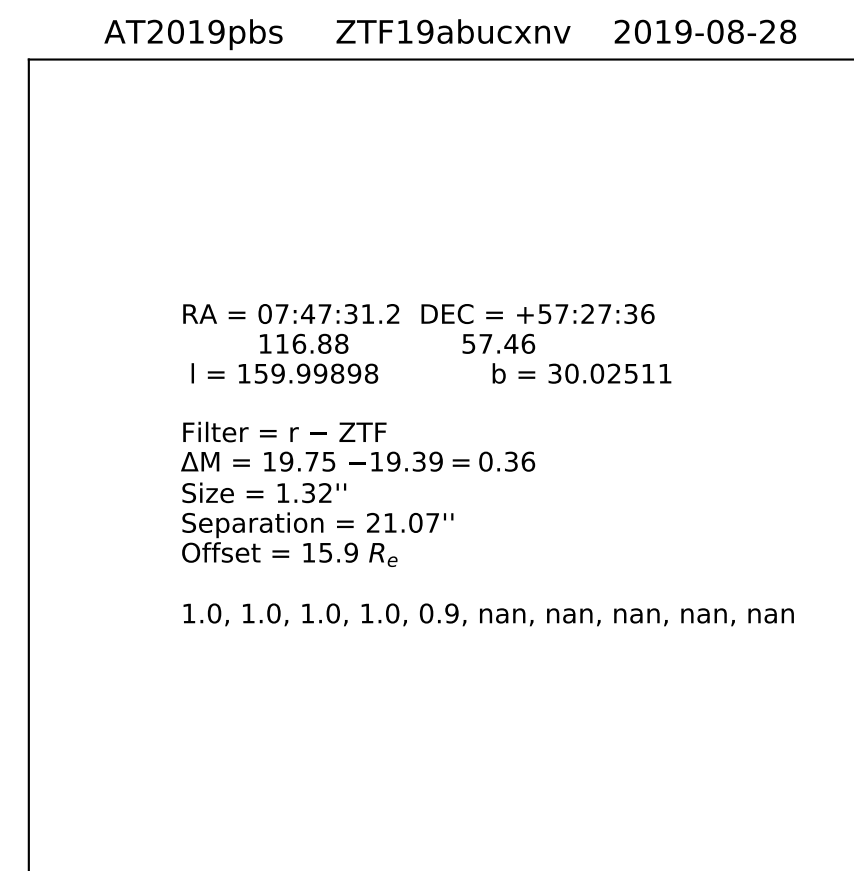 AT2019pbs ZTF19abucxnv 2019-08-28
RA = 07:47:31.2 DEC = +57:27:36
116.88 57.46
l = 159.99898 b = 30.02511
Filter = r − ZTF
ΔM = 19.75 −19.39 = 0.36
Size = 1.32''
Separation = 21.07''
Offset = 15.9 Rₑ
1.0, 1.0, 1.0, 1.0, 0.9, nan, nan, nan, nan, nan